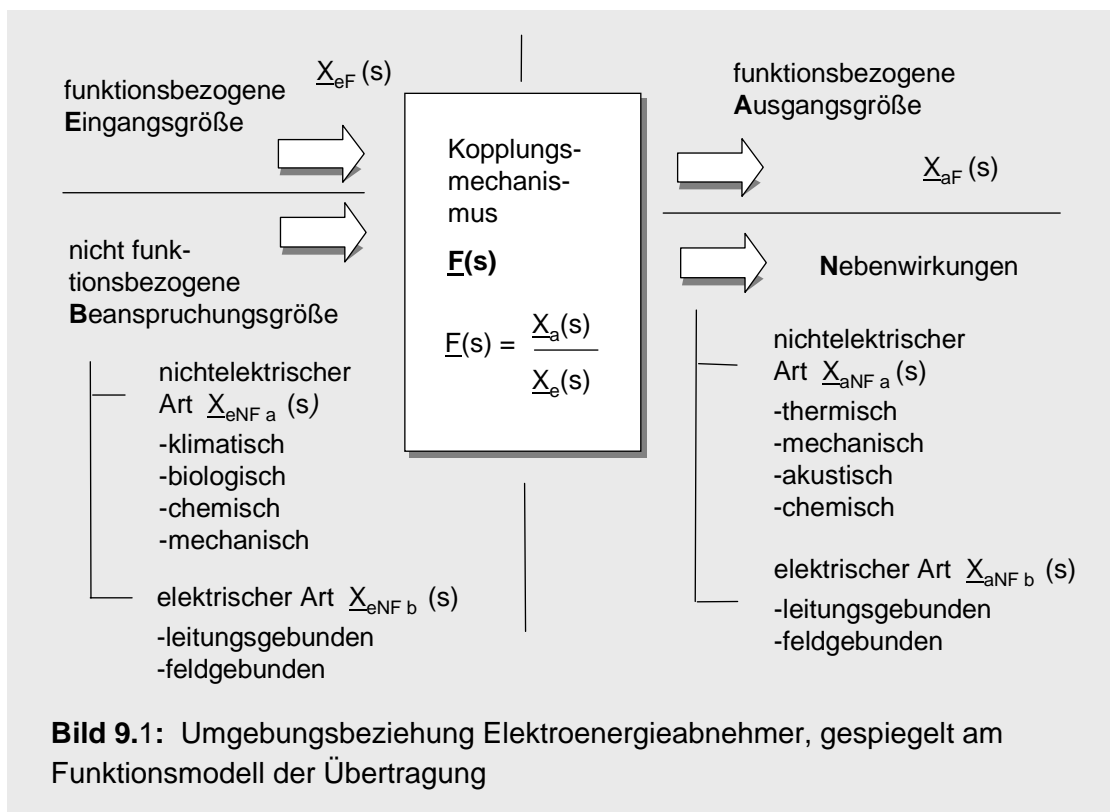 funktionsbezogene
Eingangsgröße
X_eF (s)
nicht funk-
tionsbezogene
Beanspruchungsgröße
nichtelektrischer
Art X_eNF a (s)
-klimatisch
-biologisch
-chemisch
-mechanisch
elektrischer Art X_eNF b (s)
-leitungsgebunden
-feldgebunden
Kopplungs-
mechanis-
mus
F(s)
F(s) = X_a(s) / X_e(s)
funktionsbezogene
Ausgangsgröße
X_aF (s)
Nebenwirkungen
nichtelektrischer
Art X_aNF a (s)
-thermisch
-mechanisch
-akustisch
-chemisch
elektrischer Art X_aNF b (s)
-leitungsgebunden
-feldgebunden
Bild 9.1: Umgebungsbeziehung Elektroenergieabnehmer, gespiegelt am
Funktionsmodell der Übertragung